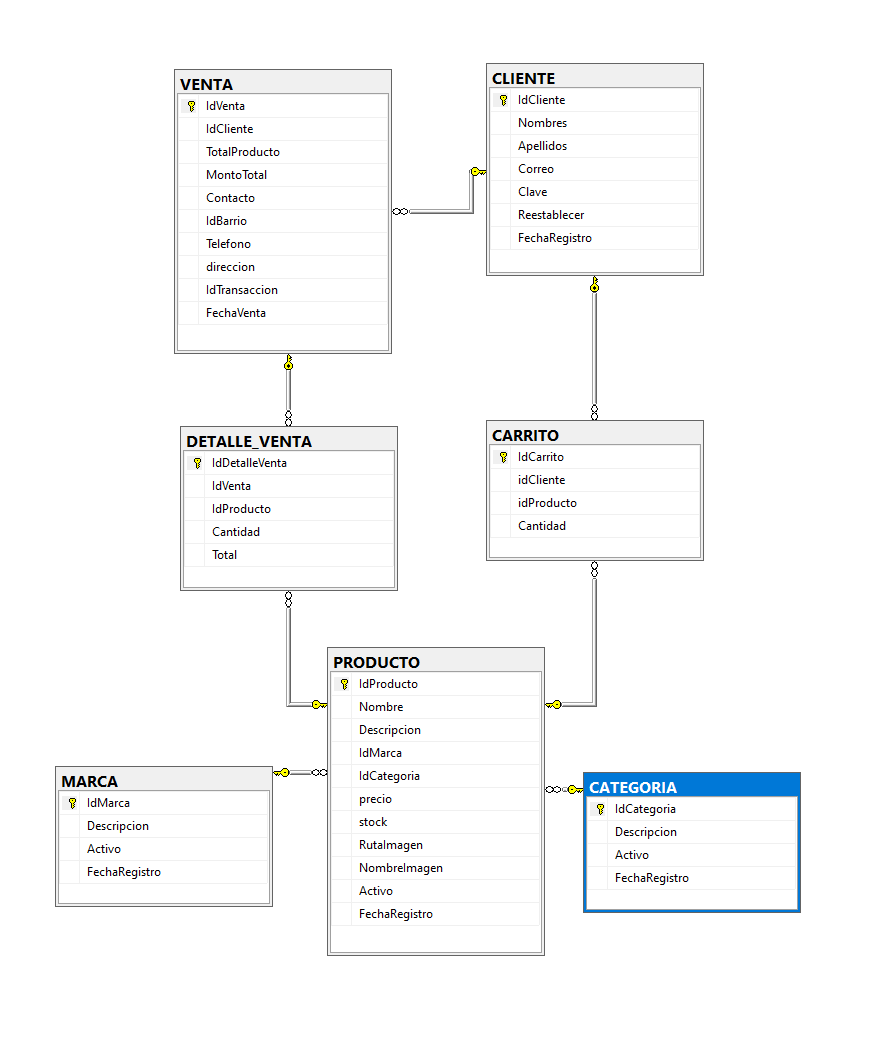 VENTA
IdVenta
IdCliente
TotalProducto
MontoTotal
Contacto
IdBarrio
Telefono
direccion
IdTransaccion
FechaVenta
CLIENTE
IdCliente
Nombres
Apellidos
Correo
Clave
Reestablecer
FechaRegistro
DETALLE_VENTA
IdDetalleVenta
IdVenta
IdProducto
Cantidad
Total
CARRITO
IdCarrito
idCliente
idProducto
Cantidad
PRODUCTO
IdProducto
Nombre
Descripcion
IdMarca
IdCategoria
precio
stock
RutaImagen
NombreImagen
Activo
FechaRegistro
MARCA
IdMarca
Descripcion
Activo
FechaRegistro
CATEGORIA
IdCategoria
Descripcion
Activo
FechaRegistro